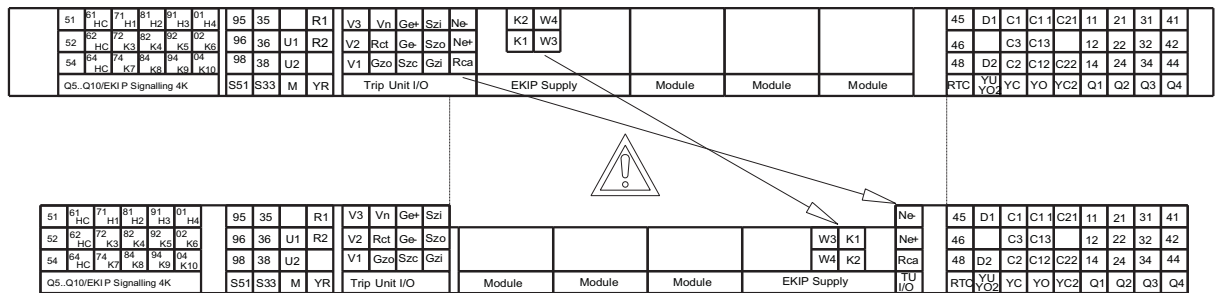 51 61 HC 71 H1 81 H2 91 H3 01 H4 95 35 R1 V3 Vn Ge+ Szi Ne- K2 W4 45 D1 C1 C11 C21 11 21 31 41
52 62 HC 72 K3 82 K4 92 K5 02 K6 96 36 U1 R2 V2 Rct Ge- Szo Ne+ K1 W3 46 C3 C13 12 22 32 42
54 64 HC 74 K7 84 K8 94 K9 04 K10 98 38 U2 V1 Gzo Szc Gzi Rca 48 D2 C2 C12 C22 14 24 34 44
Q5..Q10/EKIP Signalling 4K S51 S33 M YR Trip Unit I/O EKIP Supply Module Module Module RTC YU YO2 YC YO YC2 Q1 Q2 Q3 Q4
51 61 HC 71 H1 81 H2 91 H3 01 H4 95 35 R1 V3 Vn Ge+ Szi Ne- 45 D1 C1 C11 C21 11 21 31 41
52 62 HC 72 K3 82 K4 92 K5 02 K6 96 36 U1 R2 V2 Rct Ge- Szo W3 K1 Ne+ 46 C3 C13 12 22 32 42
54 64 HC 74 K7 84 K8 94 K9 04 K10 98 38 U2 V1 Gzo Szc Gzi W4 K2 Rca 48 D2 C2 C12 C22 14 24 34 44
Q5..Q10/EKIP Signalling 4K S51 S33 M YR Trip Unit I/O Module Module Module EKIP Supply TU I/O RTC YU YO2 YC YO YC2 Q1 Q2 Q3 Q4